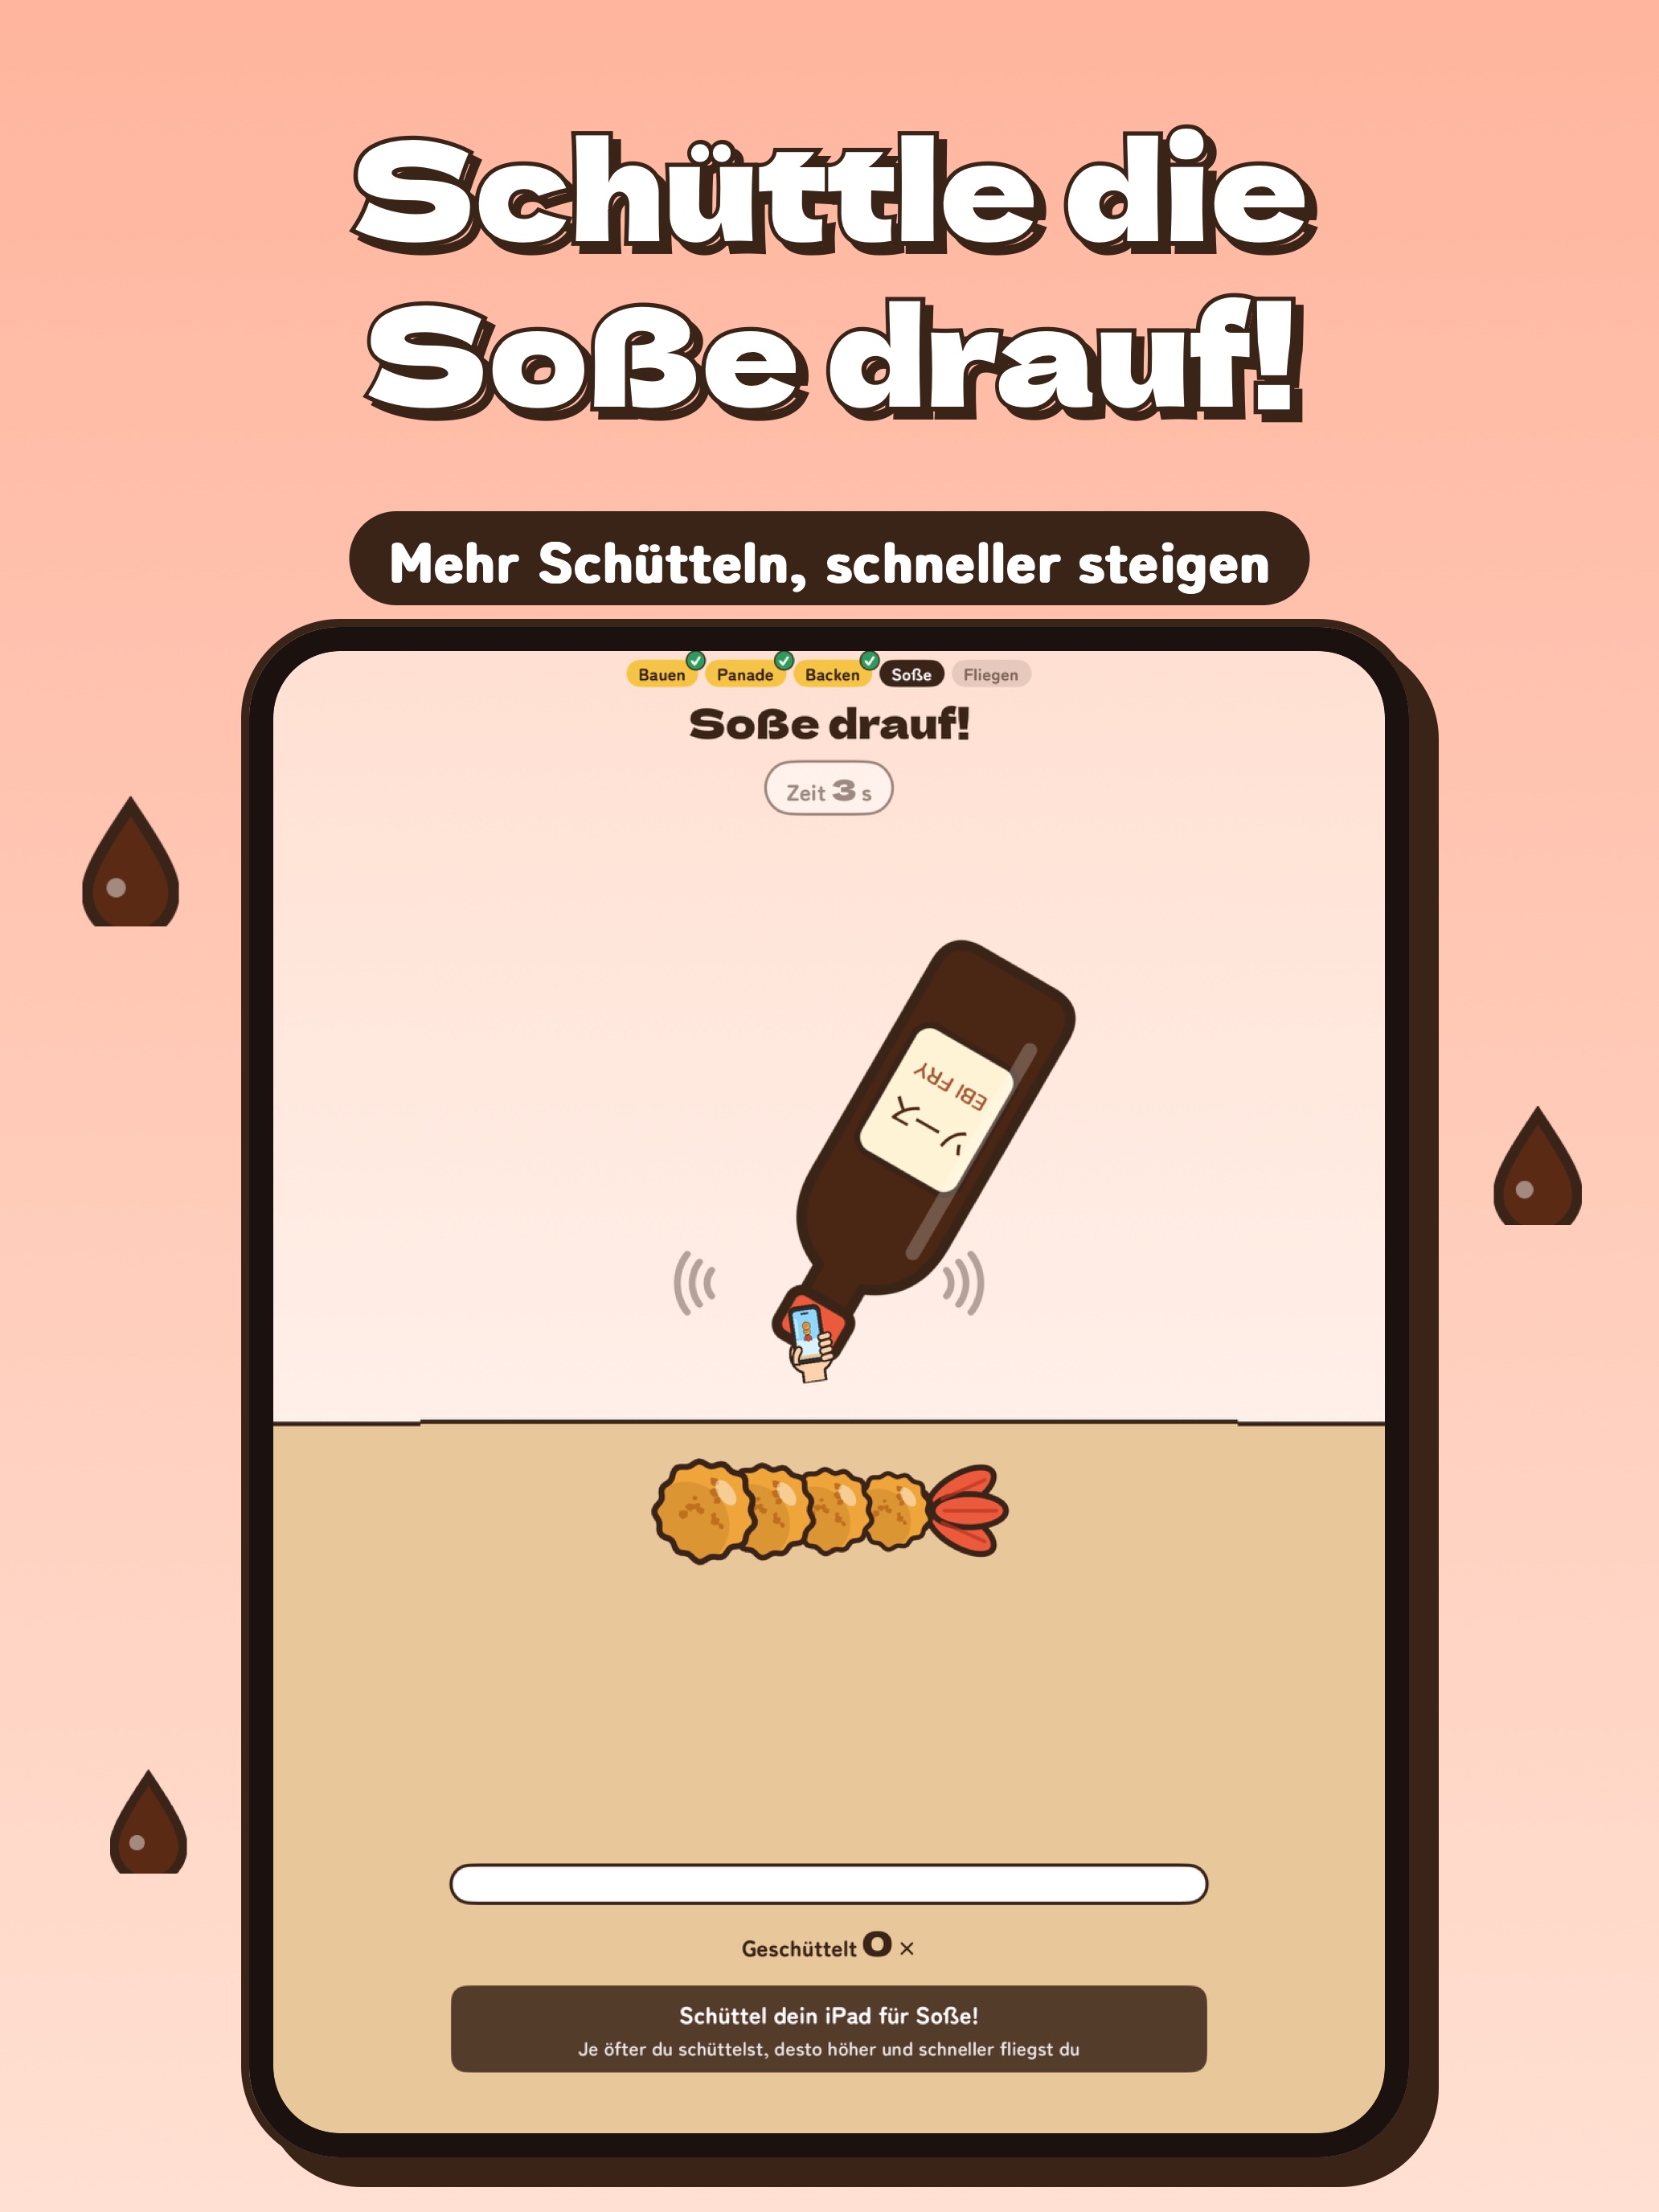 Schüttle die
Soße drauf!
Mehr Schütteln, schneller steigen
Bauen Panade Backen Soße Fliegen
Soße drauf!
Zeit 3 s
ソース
EBI FRY
Geschüttelt 0 ×
Schüttel dein iPad für Soße!
Je öfter du schüttelst, desto höher und schneller fliegst du